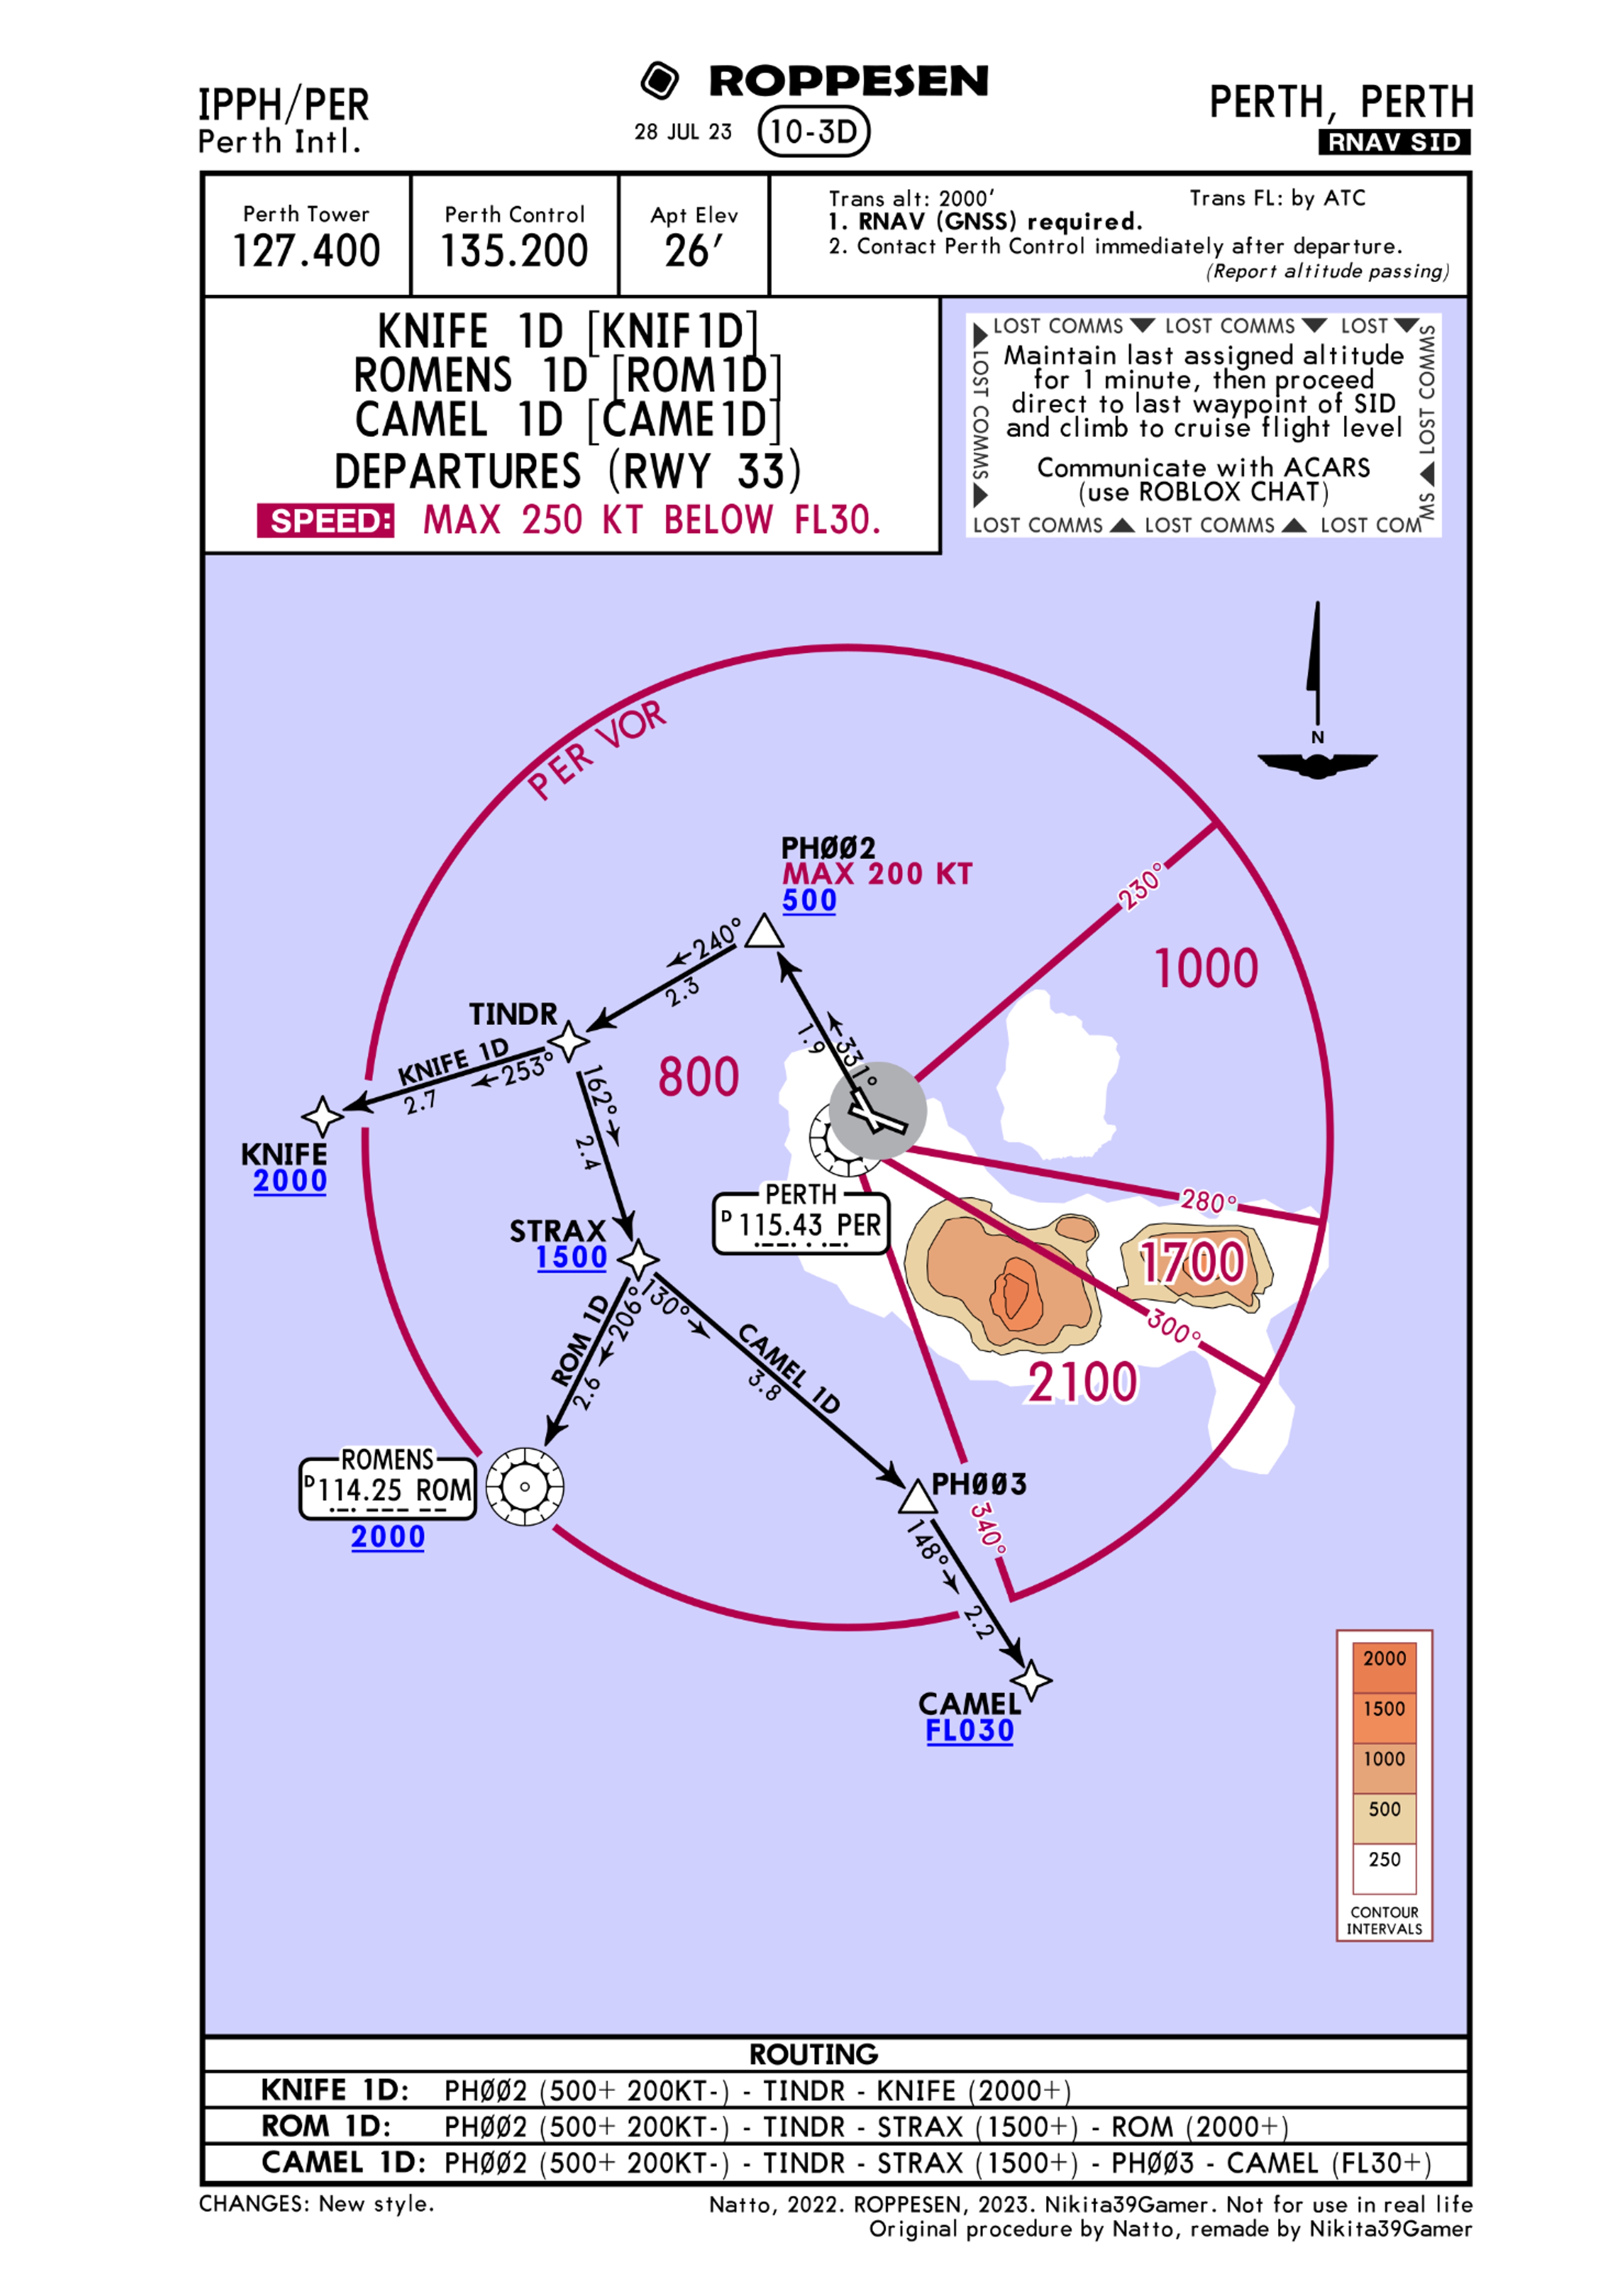 IPPH/PER
Perth Intl.
ROPPESEN
28 JUL 23
10-3D
PERTH, PERTH
RNAV SID
Perth Tower
127.400
Perth Control
135.200
Apt Elev
26'
Trans alt: 2000'
Trans FL: by ATC
1. RNAV (GNSS) required.
2. Contact Perth Control immediately after departure.
(Report altitude passing)
KNIFE 1D [KNIF1D]
ROMENS 1D [ROM1D]
CAMEL 1D [CAME1D]
DEPARTURES (RWY 33)
SPEED: MAX 250 KT BELOW FL30.
LOST COMMS LOST COMMS LOST
LOST COMMS
LOST COMMS
Maintain last assigned altitude
for 1 minute, then proceed
direct to last waypoint of SID
and climb to cruise flight level
Communicate with ACARS
(use ROBLOX CHAT)
LOST COMMS LOST COMMS LOST COM
MS
N
PER VOR
PHØØ2
MAX 200 KT
500
230°
1000
←240°
2.3
TINDR
KNIFE 1D
←253°
2.7
800
1.9
←331°
162°→
2.4
KNIFE
2000
280°
PERTH
D 115.43 PER
STRAX
1500
1700
300°
130°→
ROM 1D
←206°
2.6
CAMEL 1D
3.8
2100
ROMENS
D 114.25 ROM
2000
PHØØ3
340°
148°→
2.2
CAMEL
FL030
2000
1500
1000
500
250
CONTOUR
INTERVALS
ROUTING
KNIFE 1D: PHØØ2 (500+ 200KT-) - TINDR - KNIFE (2000+)
ROM 1D: PHØØ2 (500+ 200KT-) - TINDR - STRAX (1500+) - ROM (2000+)
CAMEL 1D: PHØØ2 (500+ 200KT-) - TINDR - STRAX (1500+) - PHØØ3 - CAMEL (FL30+)
CHANGES: New style.
Natto, 2022. ROPPESEN, 2023. Nikita39Gamer. Not for use in real life
Original procedure by Natto, remade by Nikita39Gamer